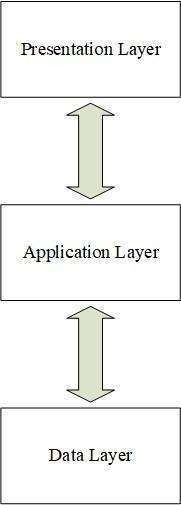 Presentation Layer
Application Layer
Data Layer